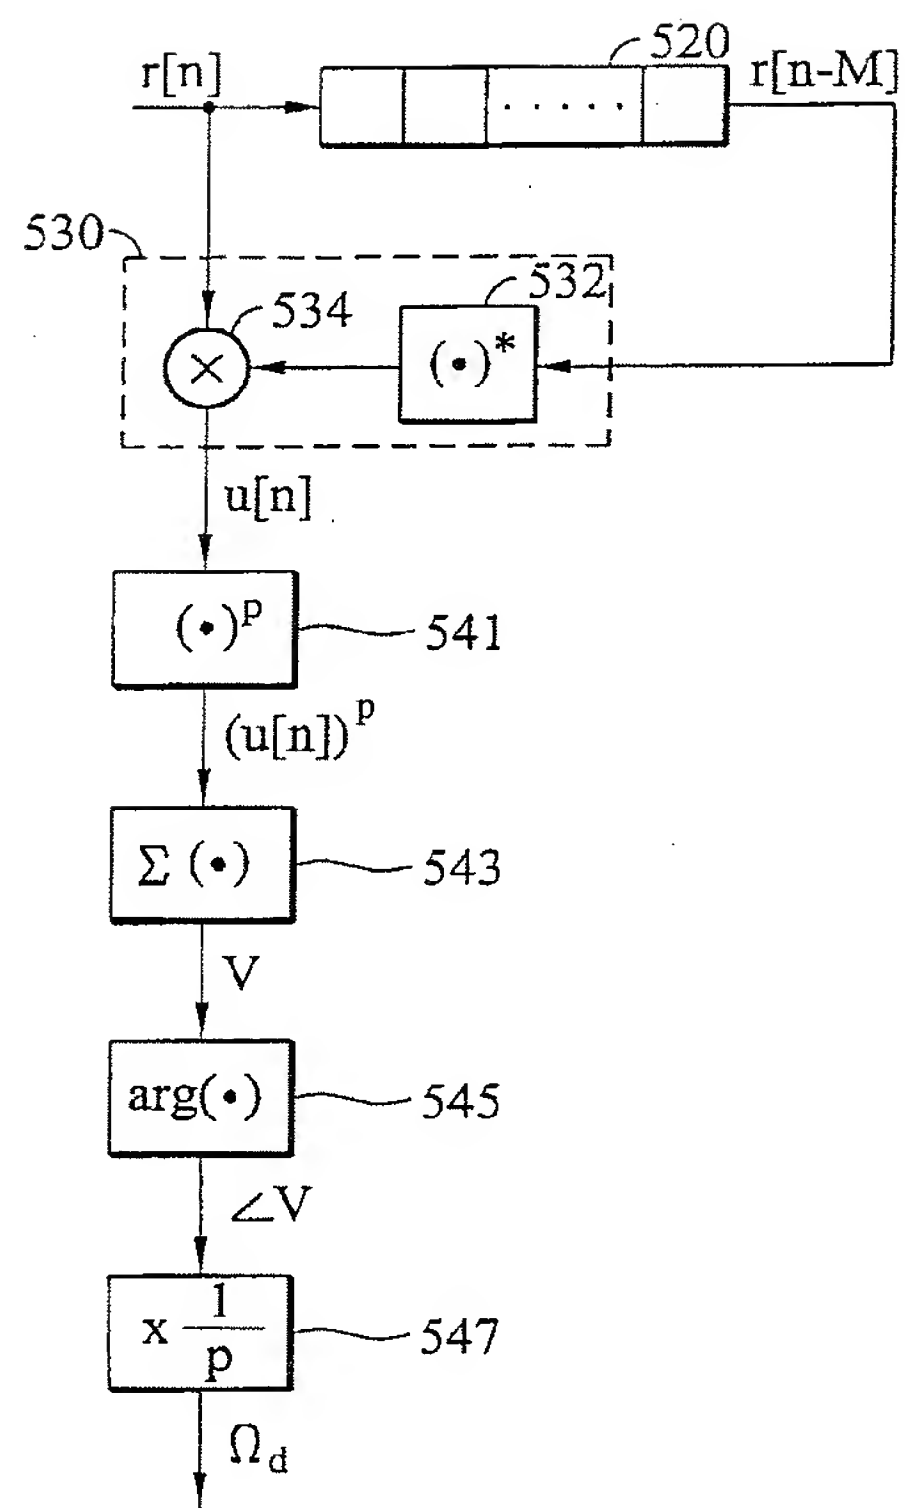 r[n]
520
r[n-M]
530
532
534
(•)*
×
u[n]
(•)^p
541
(u[n])^p
Σ (•)
543
V
arg(•)
545
∠V
x 1/p
547
Ω_d